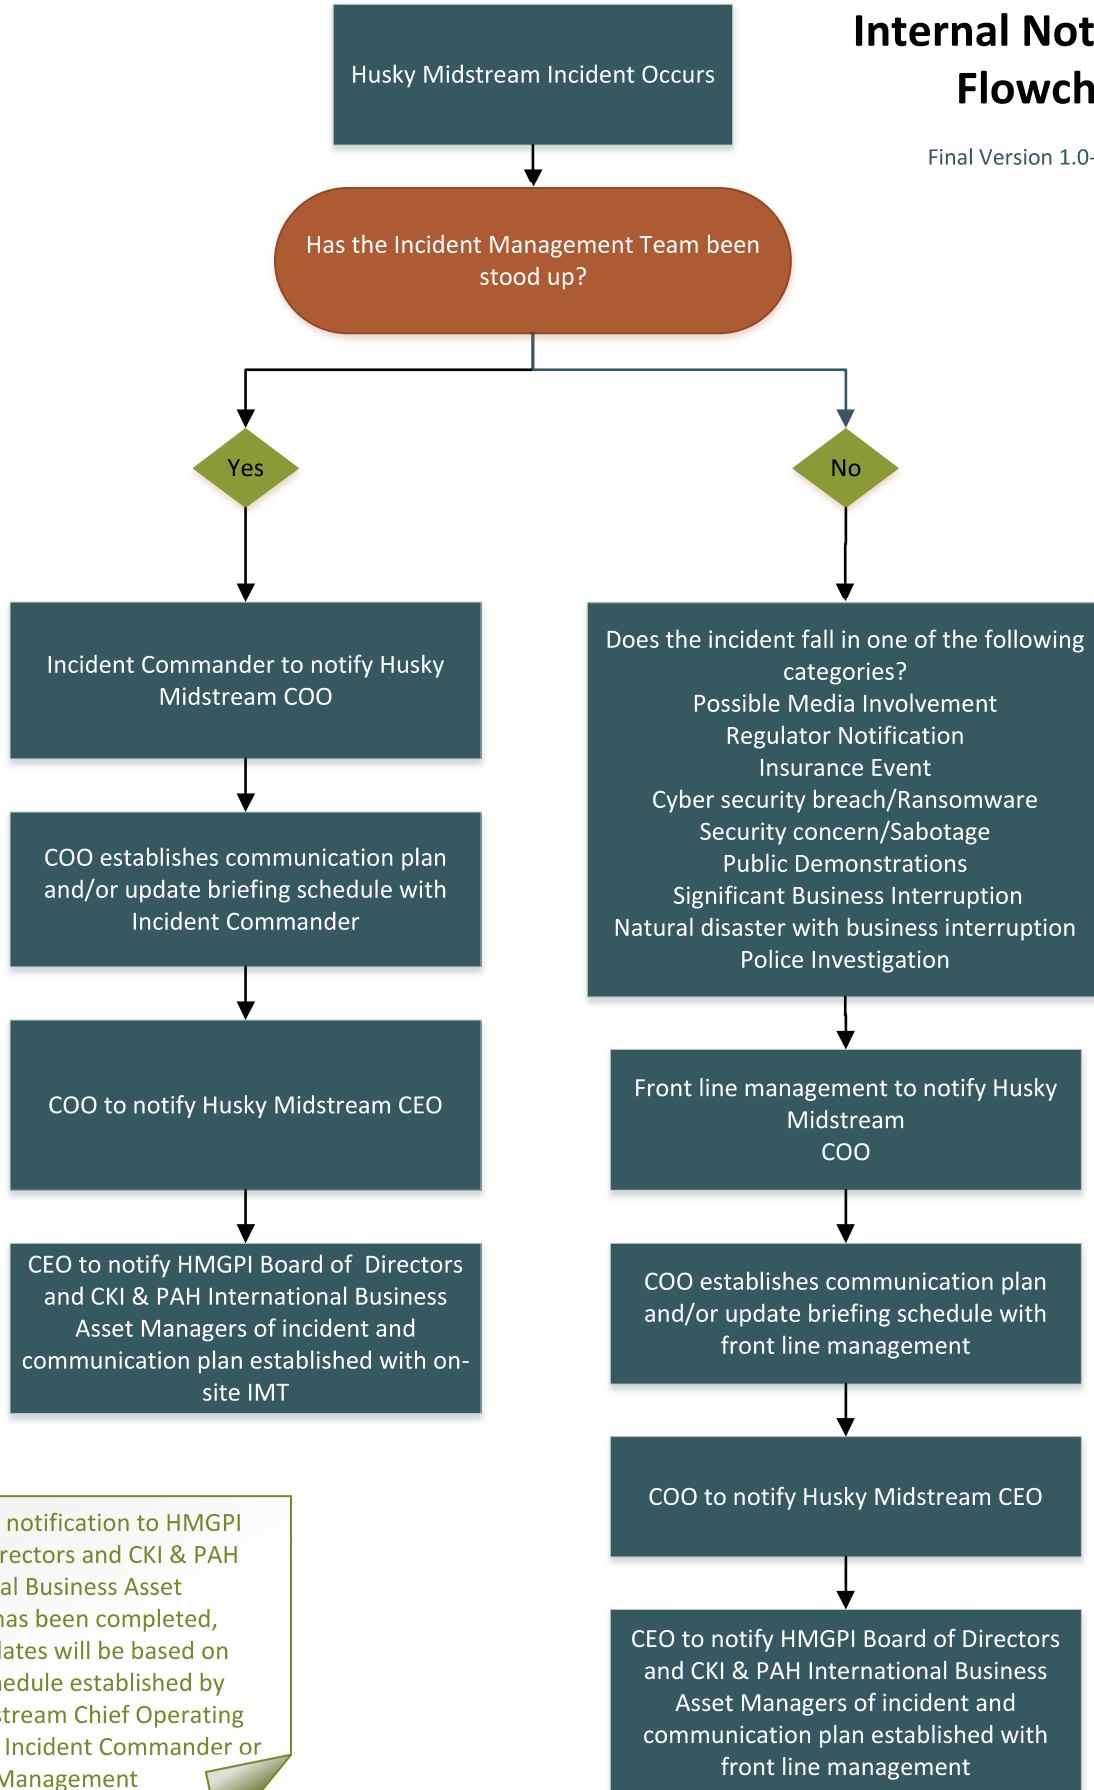 Internal Not
Flowch
Final Version 1.0-
Husky Midstream Incident Occurs
Has the Incident Management Team been
stood up?
Yes
No
Incident Commander to notify Husky
Midstream COO
COO establishes communication plan
and/or update briefing schedule with
Incident Commander
COO to notify Husky Midstream CEO
CEO to notify HMGPI Board of  Directors
and CKI & PAH International Business
Asset Managers of incident and
communication plan established with on-
site IMT
Does the incident fall in one of the following
categories?
Possible Media Involvement
Regulator Notification
Insurance Event
Cyber security breach/Ransomware
Security concern/Sabotage
Public Demonstrations
Significant Business Interruption
Natural disaster with business interruption
Police Investigation
Front line management to notify Husky
Midstream
COO
COO establishes communication plan
and/or update briefing schedule with
front line management
COO to notify Husky Midstream CEO
CEO to notify HMGPI Board of Directors
and CKI & PAH International Business
Asset Managers of incident and
communication plan established with
front line management
notification to HMGPI
rectors and CKI & PAH
al Business Asset
has been completed,
dates will be based on
hedule established by
stream Chief Operating
Incident Commander or
Management